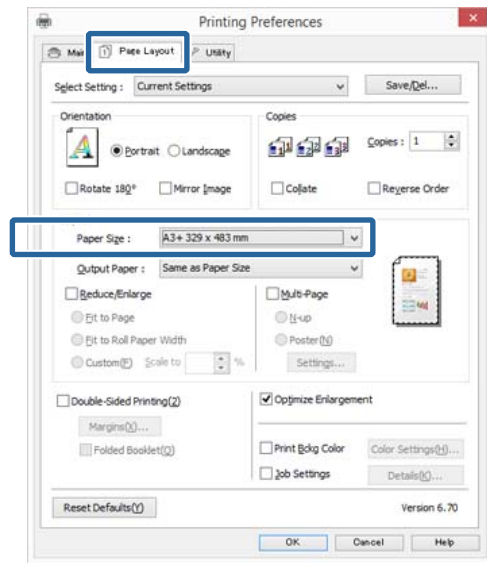 Printing Preferences
Main Page Layout Utility
Select Setting : Current Settings Save/Del...
Orientation Copies
Portrait Landscape Copies : 1
Rotate 180° Mirror Image Collate Reverse Order
Paper Size : A3+ 329 x 483 mm
Output Paper : Same as Paper Size
Reduce/Enlarge Multi-Page
Fit to Page N-up
Fit to Roll Paper Width Poster(N)
Custom(F) Scale to % Settings...
Double-Sided Printing(2) Optimize Enlargement
Margins(X)...
Folded Booklet(Q) Print Bckg Color Color Settings(H)...
Job Settings Details(K)...
Reset Defaults(Y) Version 6.70
OK Cancel Help